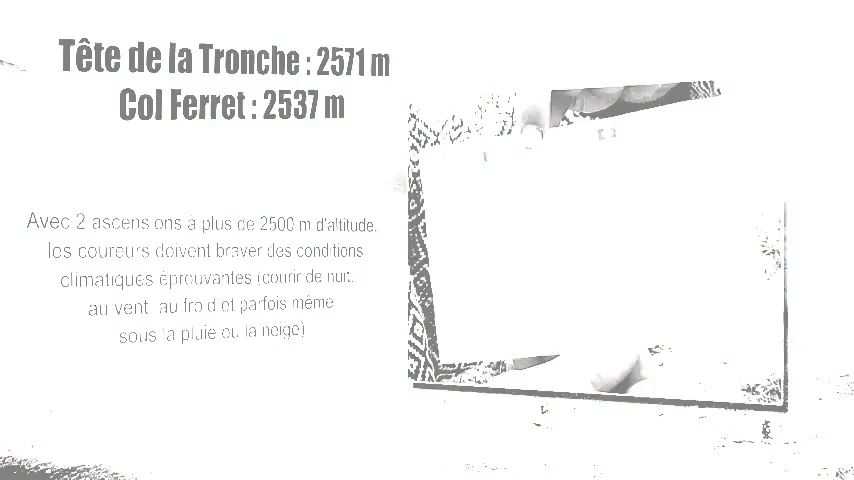 Tête de la Tronche : 2571 m
Col Ferret : 2537 m
Avec 2 ascensions à plus de 2500 m d'altitude,
les coureurs doivent braver des conditions
climatiques éprouvantes (courir de nuit,
au vent, au froid et parfois même
sous la pluie ou la neige)